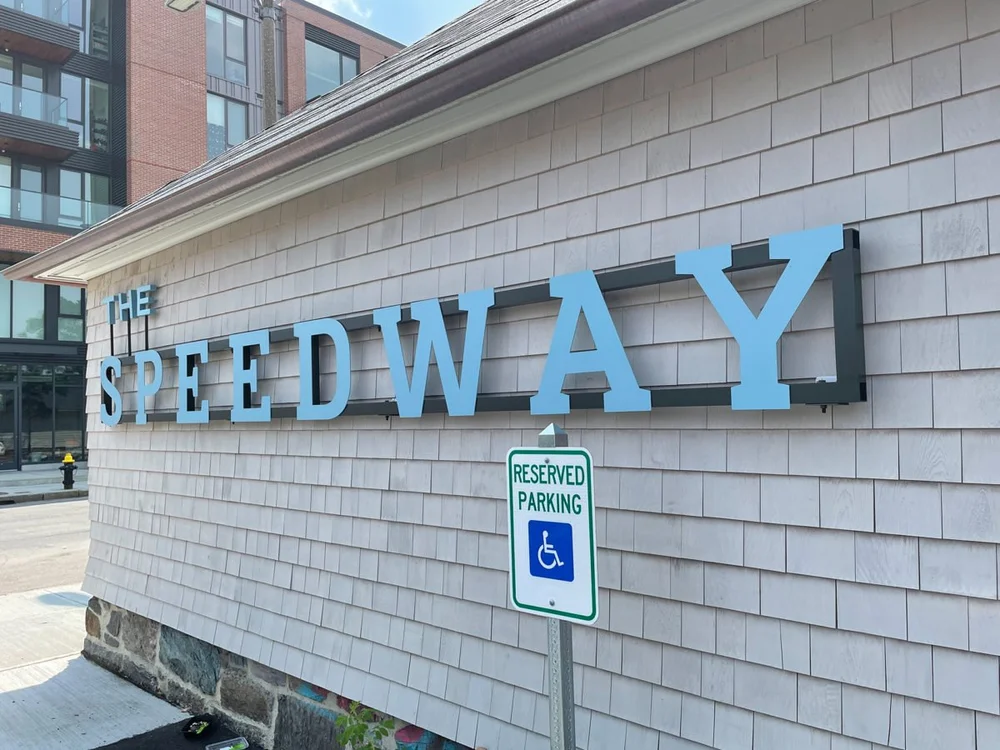 THE
SPEEDWAY
RESERVED
PARKING